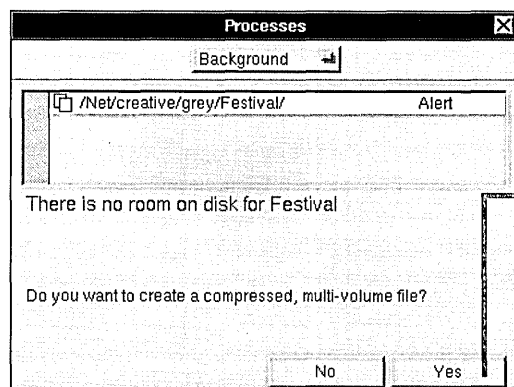 Processes
Background
/Net/creative/grey/Festival/ Alert
There is no room on disk for Festival
Do you want to create a compressed, multi-volume file?
No Yes